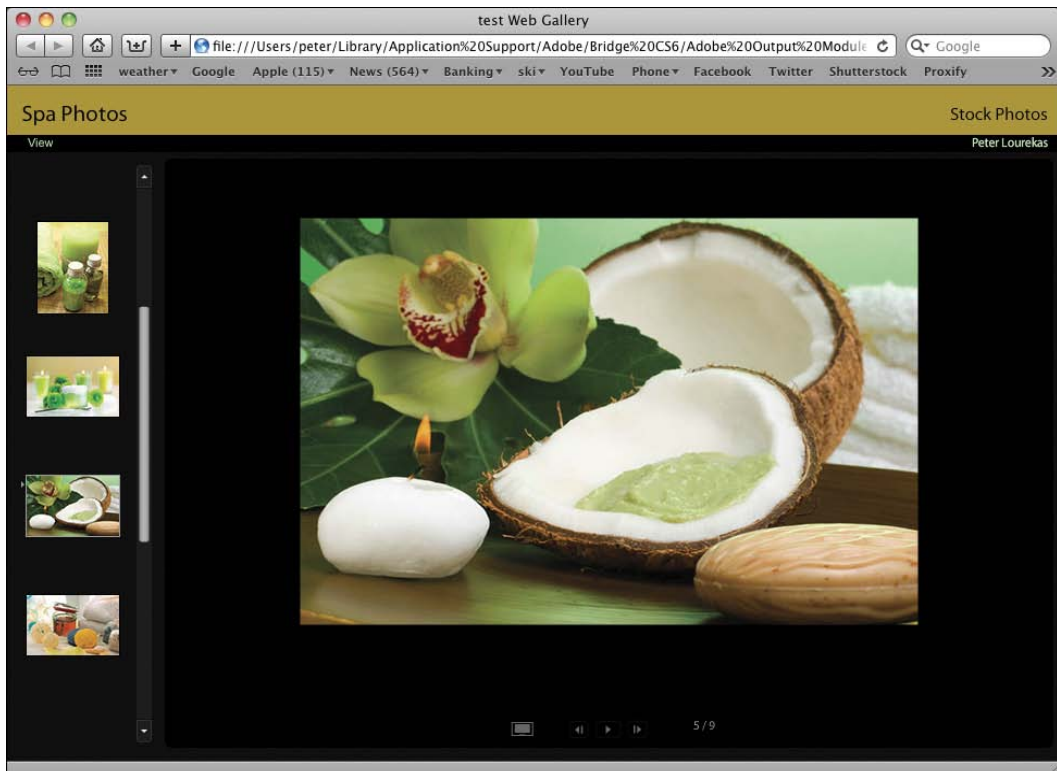 test Web Gallery
file:///Users/peter/Library/Application%20Support/Adobe/Bridge%20CS6/Adobe%20Output%20Module
Google
weather Google Apple (115) News (564) Banking ski YouTube Phone Facebook Twitter Shutterstock Proxify
Spa Photos
Stock Photos
View
Peter Lourekas
5/9